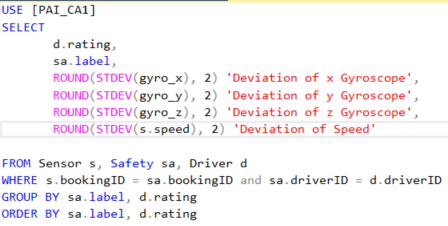 USE [PAI_CA1]
SELECT
d.rating,
sa.label,
ROUND(STDEV(gyro_x), 2) 'Deviation of x Gyroscope',
ROUND(STDEV(gyro_y), 2) 'Deviation of y Gyroscope',
ROUND(STDEV(gyro_z), 2) 'Deviation of z Gyroscope',
ROUND(STDEV(s.speed), 2) 'Deviation of Speed'
FROM Sensor s, Safety sa, Driver d
WHERE s.bookingID = sa.bookingID and sa.driverID = d.driverID
GROUP BY sa.label, d.rating
ORDER BY sa.label, d.rating